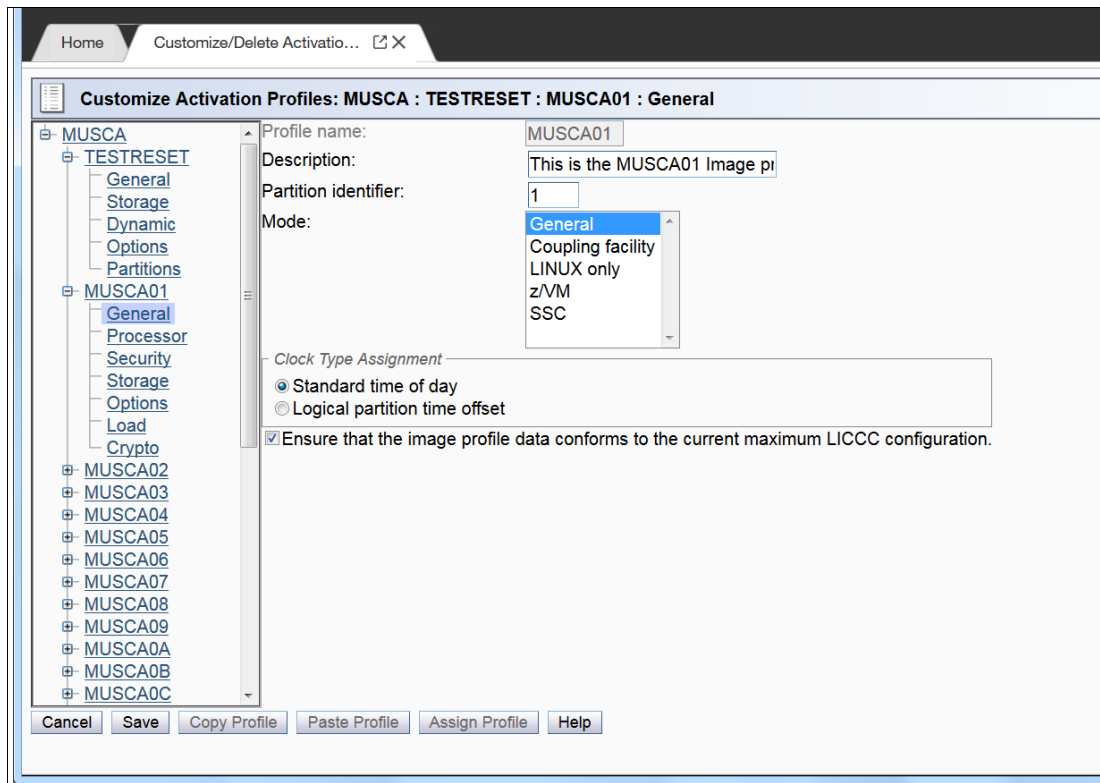 Home
Customize/Delete Activatio...
Customize Activation Profiles: MUSCA : TESTRESET : MUSCA01 : General
MUSCA
TESTRESET
General
Storage
Dynamic
Options
Partitions
MUSCA01
General
Processor
Security
Storage
Options
Load
Crypto
MUSCA02
MUSCA03
MUSCA04
MUSCA05
MUSCA06
MUSCA07
MUSCA08
MUSCA09
MUSCA0A
MUSCA0B
MUSCA0C
Profile name: MUSCA01
Description: This is the MUSCA01 Image pr
Partition identifier: 1
Mode: General
Coupling facility
LINUX only
z/VM
SSC
Clock Type Assignment
Standard time of day
Logical partition time offset
Ensure that the image profile data conforms to the current maximum LICCC configuration.
Cancel Save Copy Profile Paste Profile Assign Profile Help